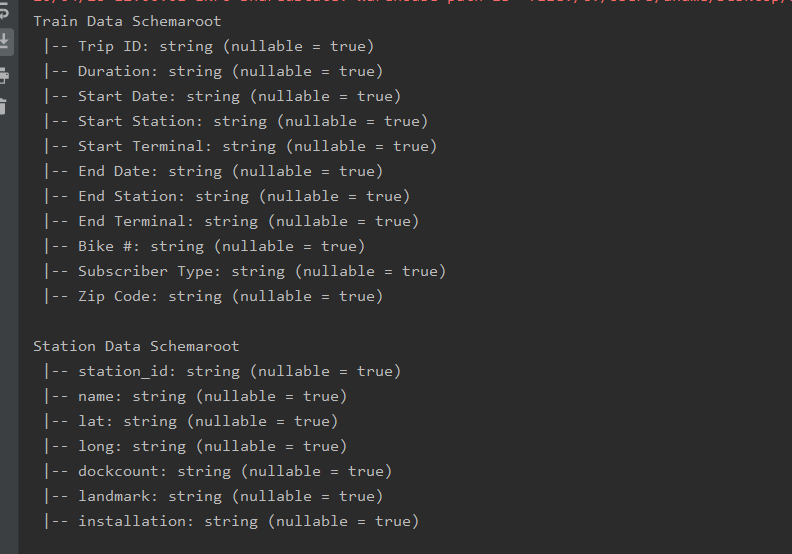 Train Data Schemaroot
|-- Trip ID: string (nullable = true)
|-- Duration: string (nullable = true)
|-- Start Date: string (nullable = true)
|-- Start Station: string (nullable = true)
|-- Start Terminal: string (nullable = true)
|-- End Date: string (nullable = true)
|-- End Station: string (nullable = true)
|-- End Terminal: string (nullable = true)
|-- Bike #: string (nullable = true)
|-- Subscriber Type: string (nullable = true)
|-- Zip Code: string (nullable = true)
Station Data Schemaroot
|-- station_id: string (nullable = true)
|-- name: string (nullable = true)
|-- lat: string (nullable = true)
|-- long: string (nullable = true)
|-- dockcount: string (nullable = true)
|-- landmark: string (nullable = true)
|-- installation: string (nullable = true)